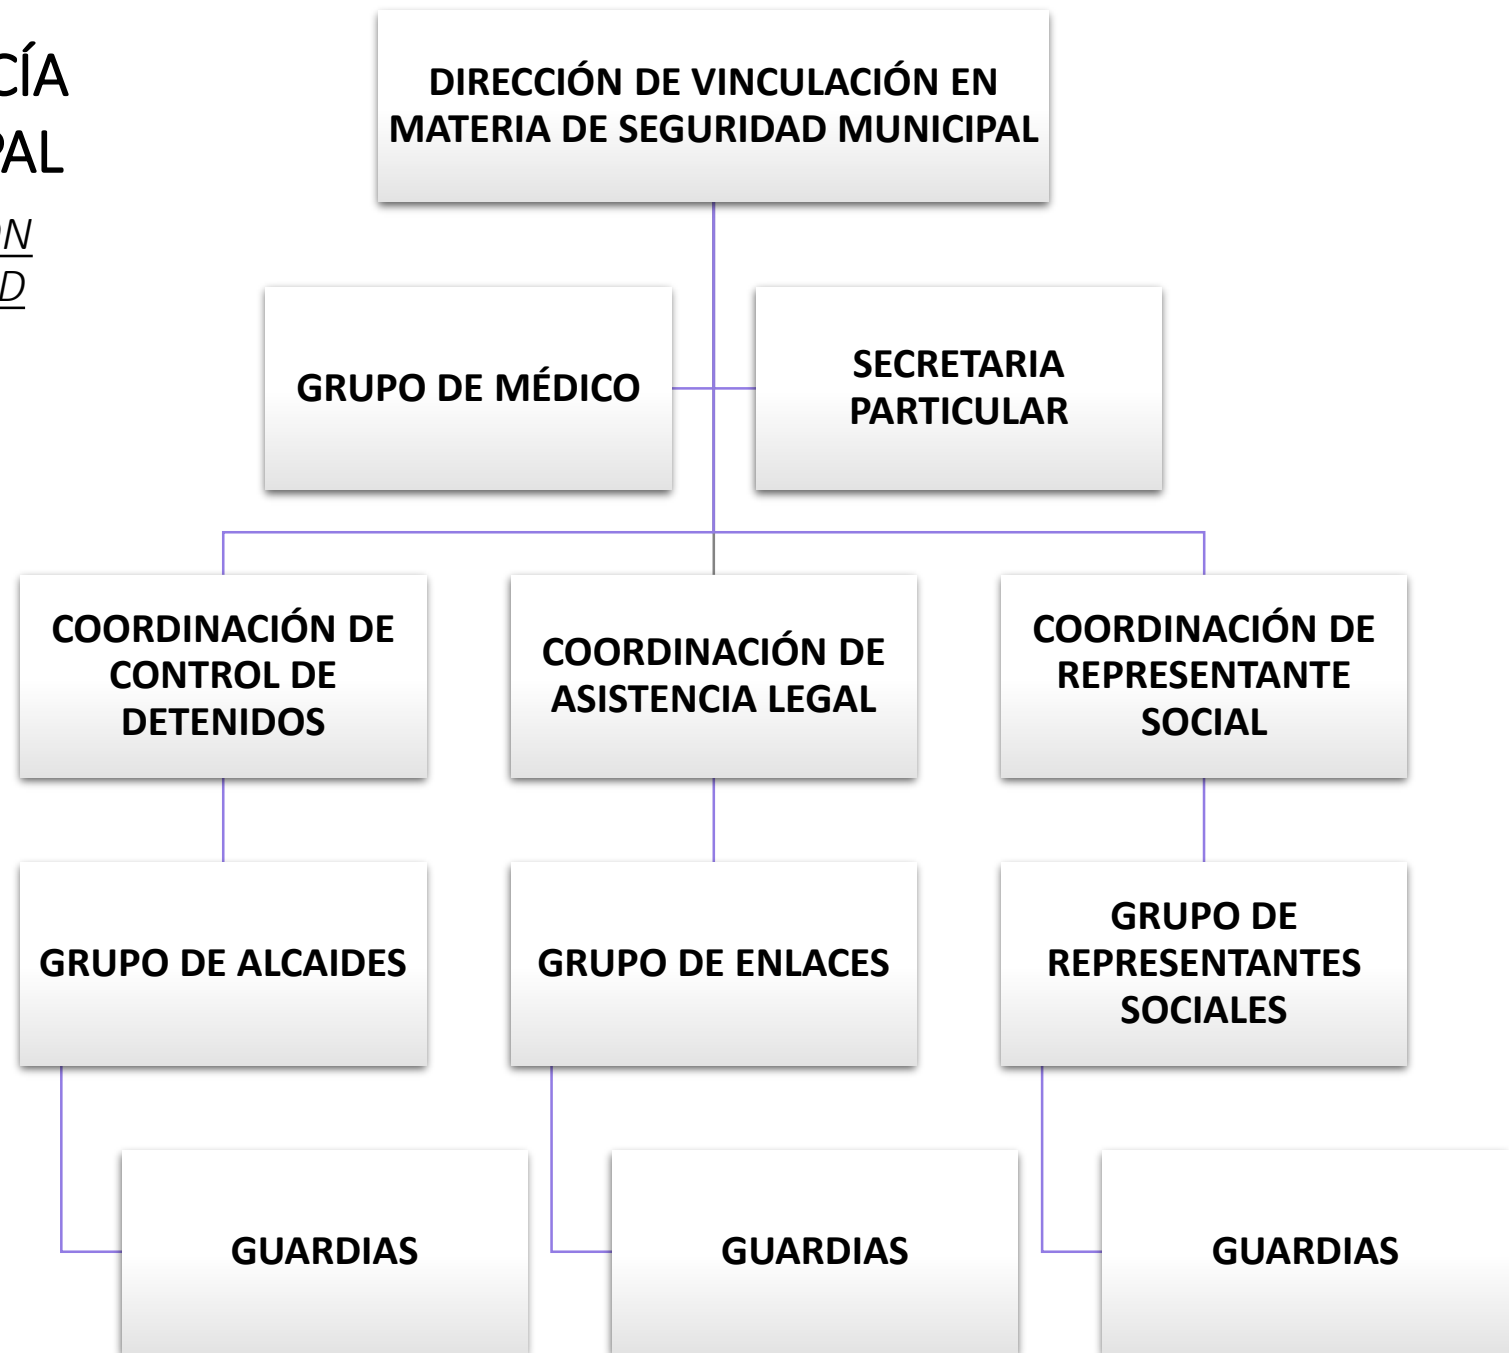 DIRECCIÓN DE VINCULACIÓN EN
MATERIA DE SEGURIDAD MUNICIPAL
GRUPO DE MÉDICO
SECRETARIA
PARTICULAR
COORDINACIÓN DE
CONTROL DE
DETENIDOS
COORDINACIÓN DE
ASISTENCIA LEGAL
COORDINACIÓN DE
REPRESENTANTE
SOCIAL
GRUPO DE ALCAIDES
GRUPO DE ENLACES
GRUPO DE
REPRESENTANTES
SOCIALES
GUARDIAS
GUARDIAS
GUARDIAS